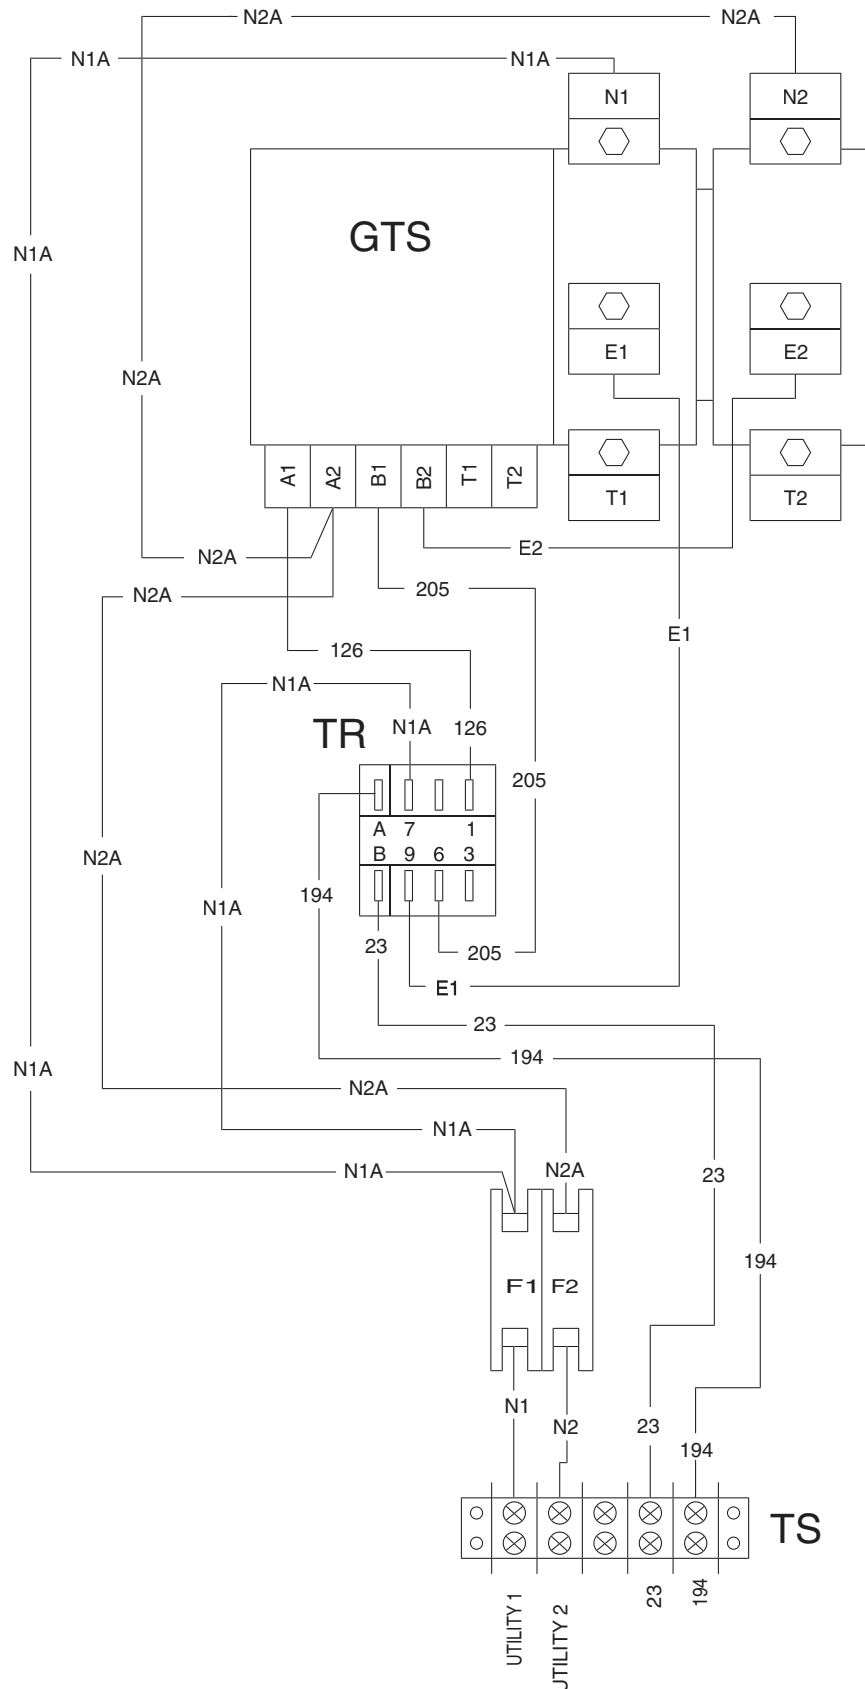 N2A N2A
N1A N1A
N1 N2
GTS
N1A
E1 E2
N2A
A1 A2 B1 B2 T1 T2
T1 T2
N2A E2
N2A 205
E1
126
N1A
TR N1A 126
205
A 7 1
B 9 6 3
N2A
194
N1A
23 205
E1
23
194
N1A
N2A
N1A
N1A N2A 23
194
F1 F2
N1
N2 23
194
TS
UTILITY 1 UTILITY 2 23 194